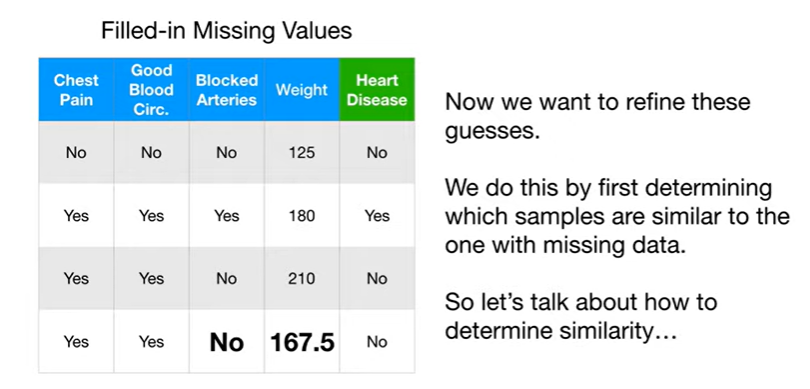 Filled-in Missing Values
Chest Pain | Good Blood Circ. | Blocked Arteries | Weight | Heart Disease
No | No | No | 125 | No
Yes | Yes | Yes | 180 | Yes
Yes | Yes | No | 210 | No
Yes | Yes | No | 167.5 | No
Now we want to refine these
guesses.
We do this by first determining
which samples are similar to the
one with missing data.
So let’s talk about how to
determine similarity…